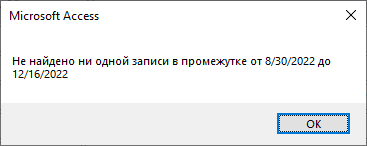 Microsoft Access
Не найдено ни одной записи в промежутке от 8/30/2022 до
12/16/2022
OK